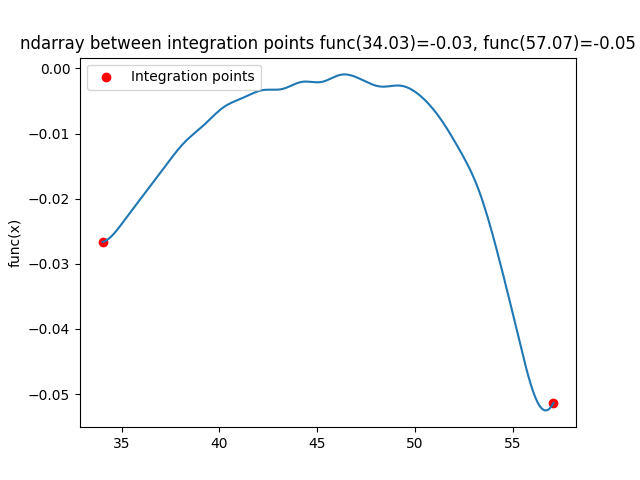 ndarray between integration points func(34.03)=-0.03, func(57.07)=-0.05
Integration points
func(x)
0.00
−0.01
−0.02
−0.03
−0.04
−0.05
35 40 45 50 55